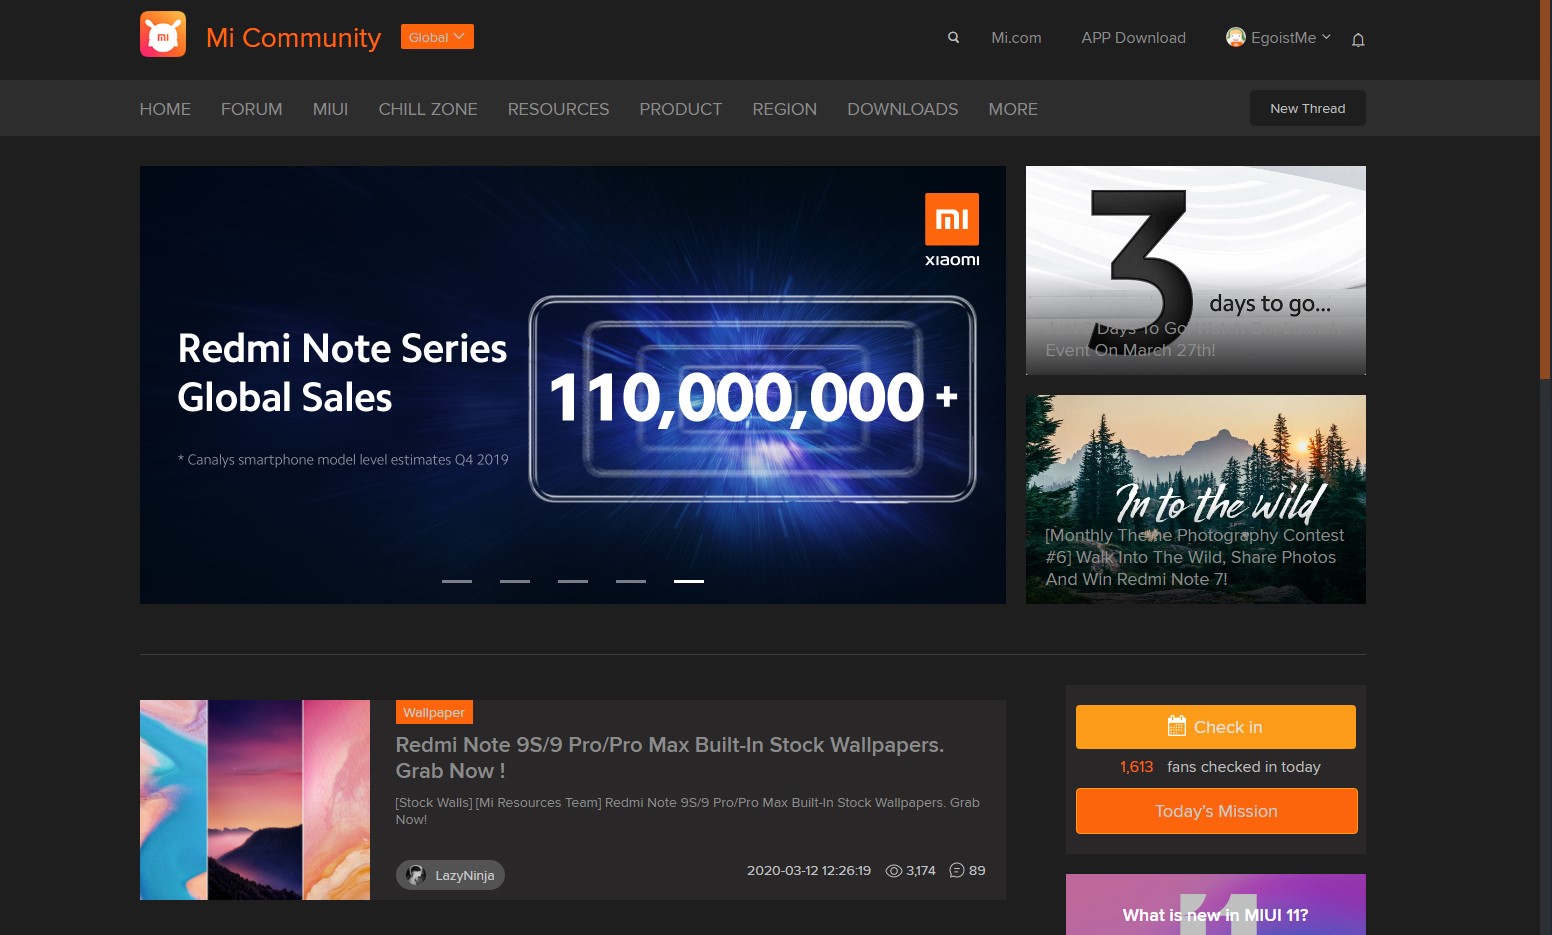 mi
Mi Community
Global
Mi.com
APP Download
EgoistMe
HOME
FORUM
MIUI
CHILL ZONE
RESOURCES
PRODUCT
REGION
DOWNLOADS
MORE
New Thread
mi
xiaomi
Redmi Note Series
Global Sales
110,000,000 +
* Canalys smartphone model level estimates Q4 2019
3
days to go...
Days To Go
Event On March 27th!
In to the wild
[Monthly Theme Photography Contest
#6] Walk Into The Wild, Share Photos
And Win Redmi Note 7!
Wallpaper
Redmi Note 9S/9 Pro/Pro Max Built-In Stock Wallpapers.
Grab Now !
[Stock Walls] [Mi Resources Team] Redmi Note 9S/9 Pro/Pro Max Built-In Stock Wallpapers. Grab
Now!
LazyNinja
2020-03-12 12:26:19
3,174
89
Check in
1,613 fans checked in today
Today's Mission
What is new in MIUI 11?
11